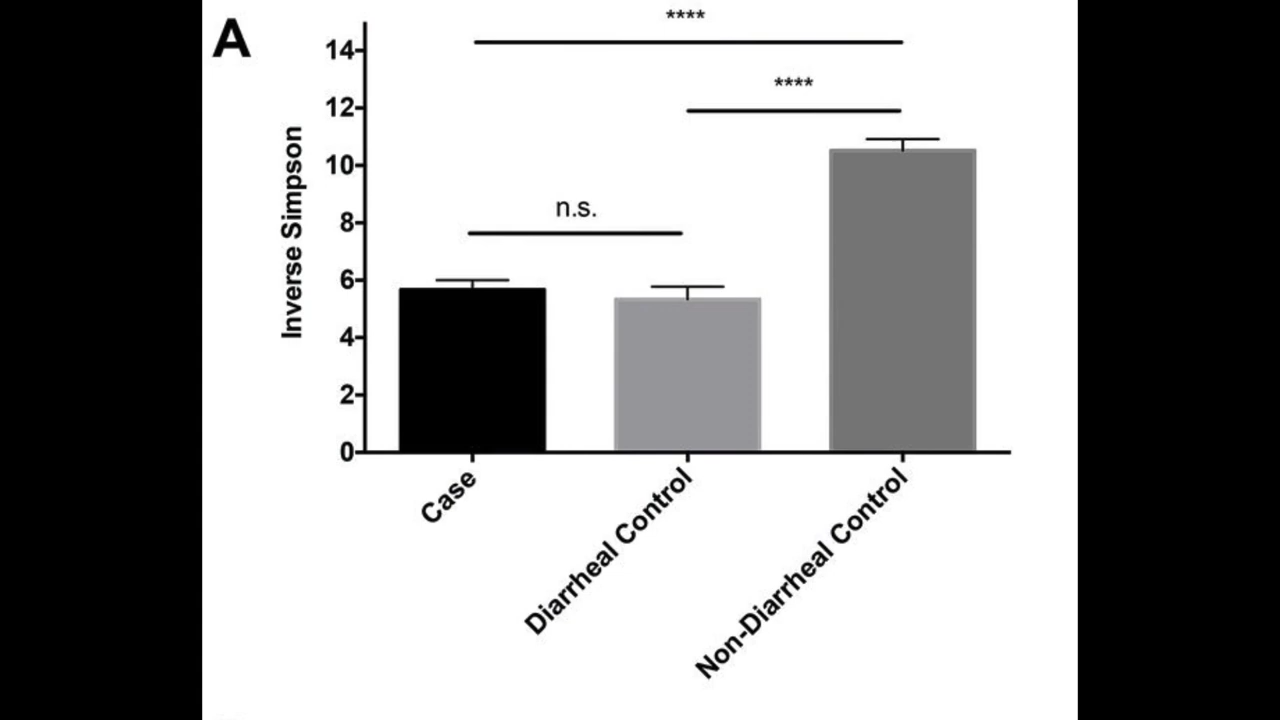 A
****
14
12
****
10
8
n.s.
6
4
2
0
Inverse Simpson
Case
Diarrheal Control
Non-Diarrheal Control